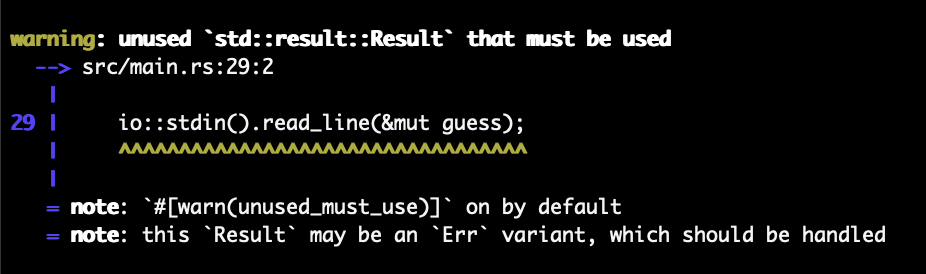 warning: unused `std::result::Result` that must be used
  --> src/main.rs:29:2
   |
29 |     io::stdin().read_line(&mut guess);
   |     ^^^^^^^^^^^^^^^^^^^^^^^^^^^^^^^^^^
   |
   = note: `#[warn(unused_must_use)]` on by default
   = note: this `Result` may be an `Err` variant, which should be handled